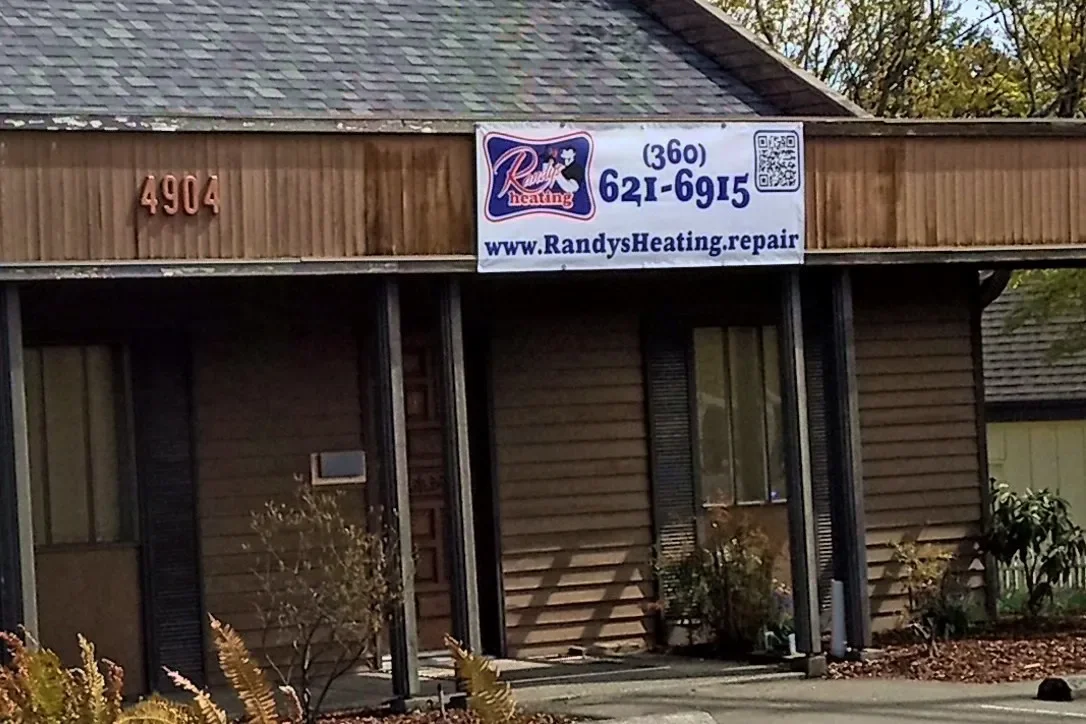 4904
Randy's
heating
(360)
621-6915
www.RandysHeating.repair